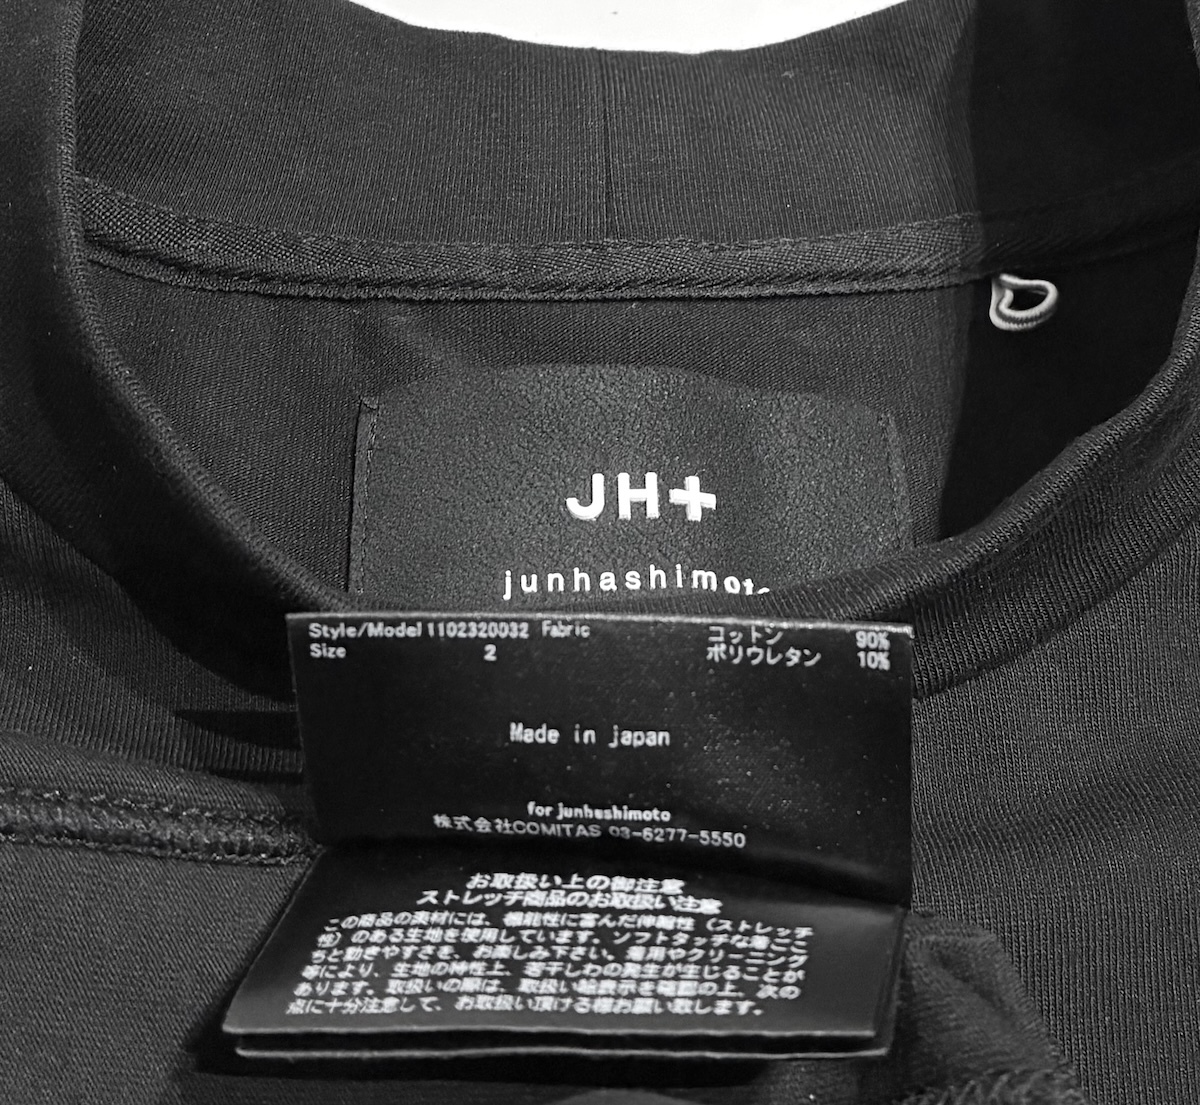 JH+
junhashimoto
Style/Model 1102320032 Fabric コットン 90%
Size 2 ポリウレタン 10%
Made in japan
for junhashimoto
株式会社COMITAS 03-6277-5550
お取扱い上の御注意
ストレッチ商品のお取扱い注意
この商品の素材には、機能性に富んだ伸縮性（ストレッチ
性）のある生地を使用しています。ソフトタッチな着ごこ
ちと動きやすさを、お楽しみ下さい。着用やクリーニング
等により、生地の特性上、若干しわの発生が生じることが
あります。取扱いの際は、取扱い絵表示を確認の上、次の
点に十分注意して、お取扱い頂ける様お願い致します。